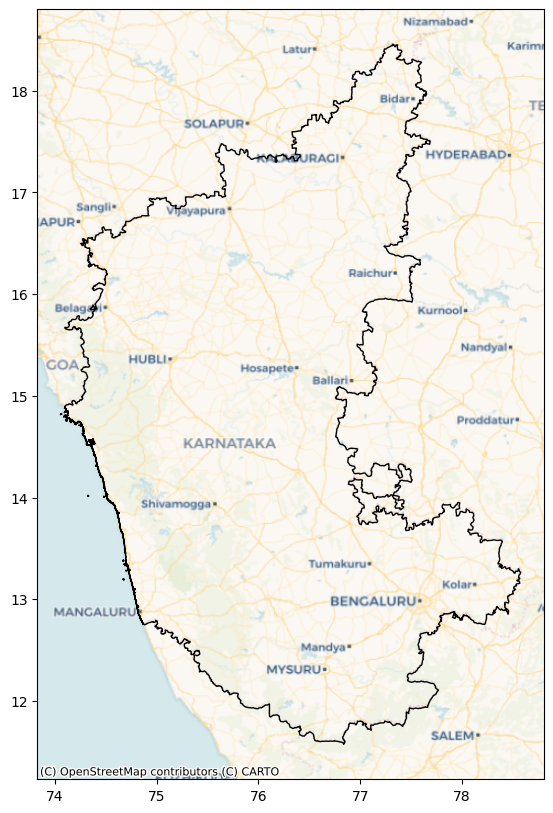 Nizamabad
Latur
Karimr
18
Bidar
TE
SOLAPUR
HYDERABAD
KALABURAGI
17
Sangli
Vijayapura
APUR
Raichur
16
Belagavi
Kurnool
Nandyal
HUBLI
GOA
Hosapete
Ballari
15
Proddatur
KARNATAKA
14
Shivamogga
Tumakuru
Kolar
13
BENGALURU
MANGALURU
Mandya
MYSURU
12
SALEM
(C) OpenStreetMap contributors (C) CARTO
74 75 76 77 78